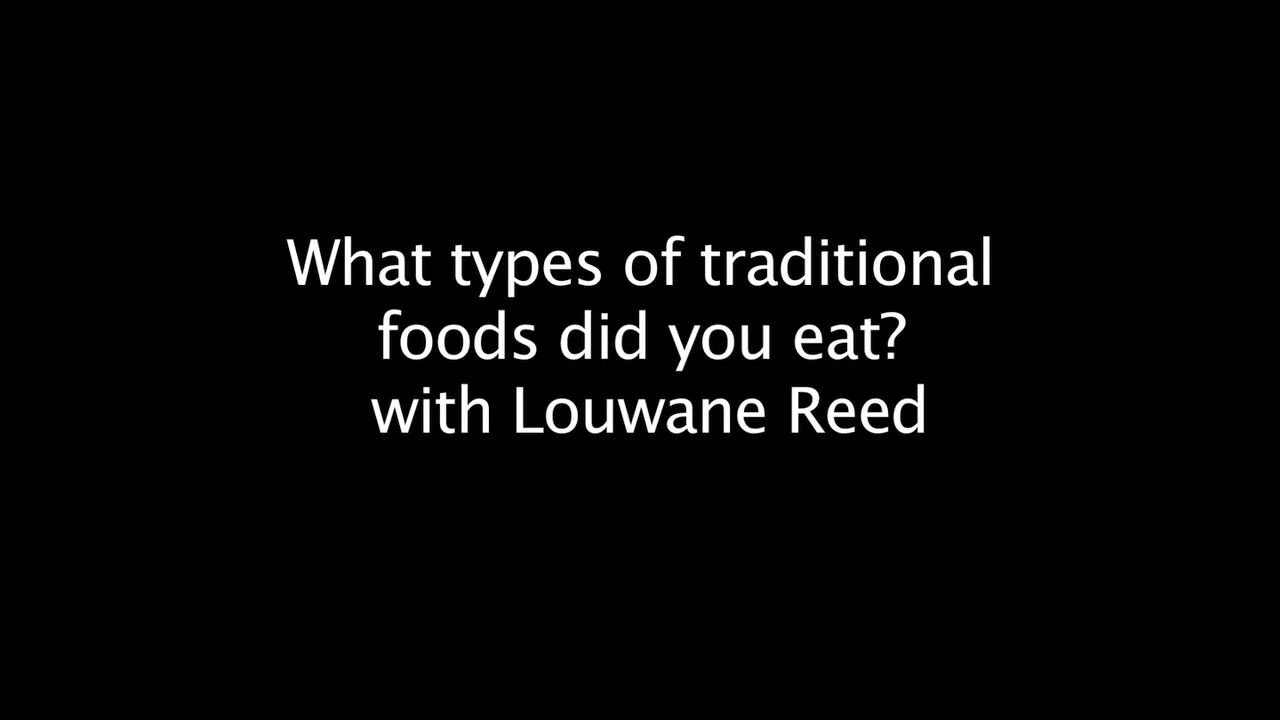 What types of traditional
foods did you eat?
with Louwane Reed